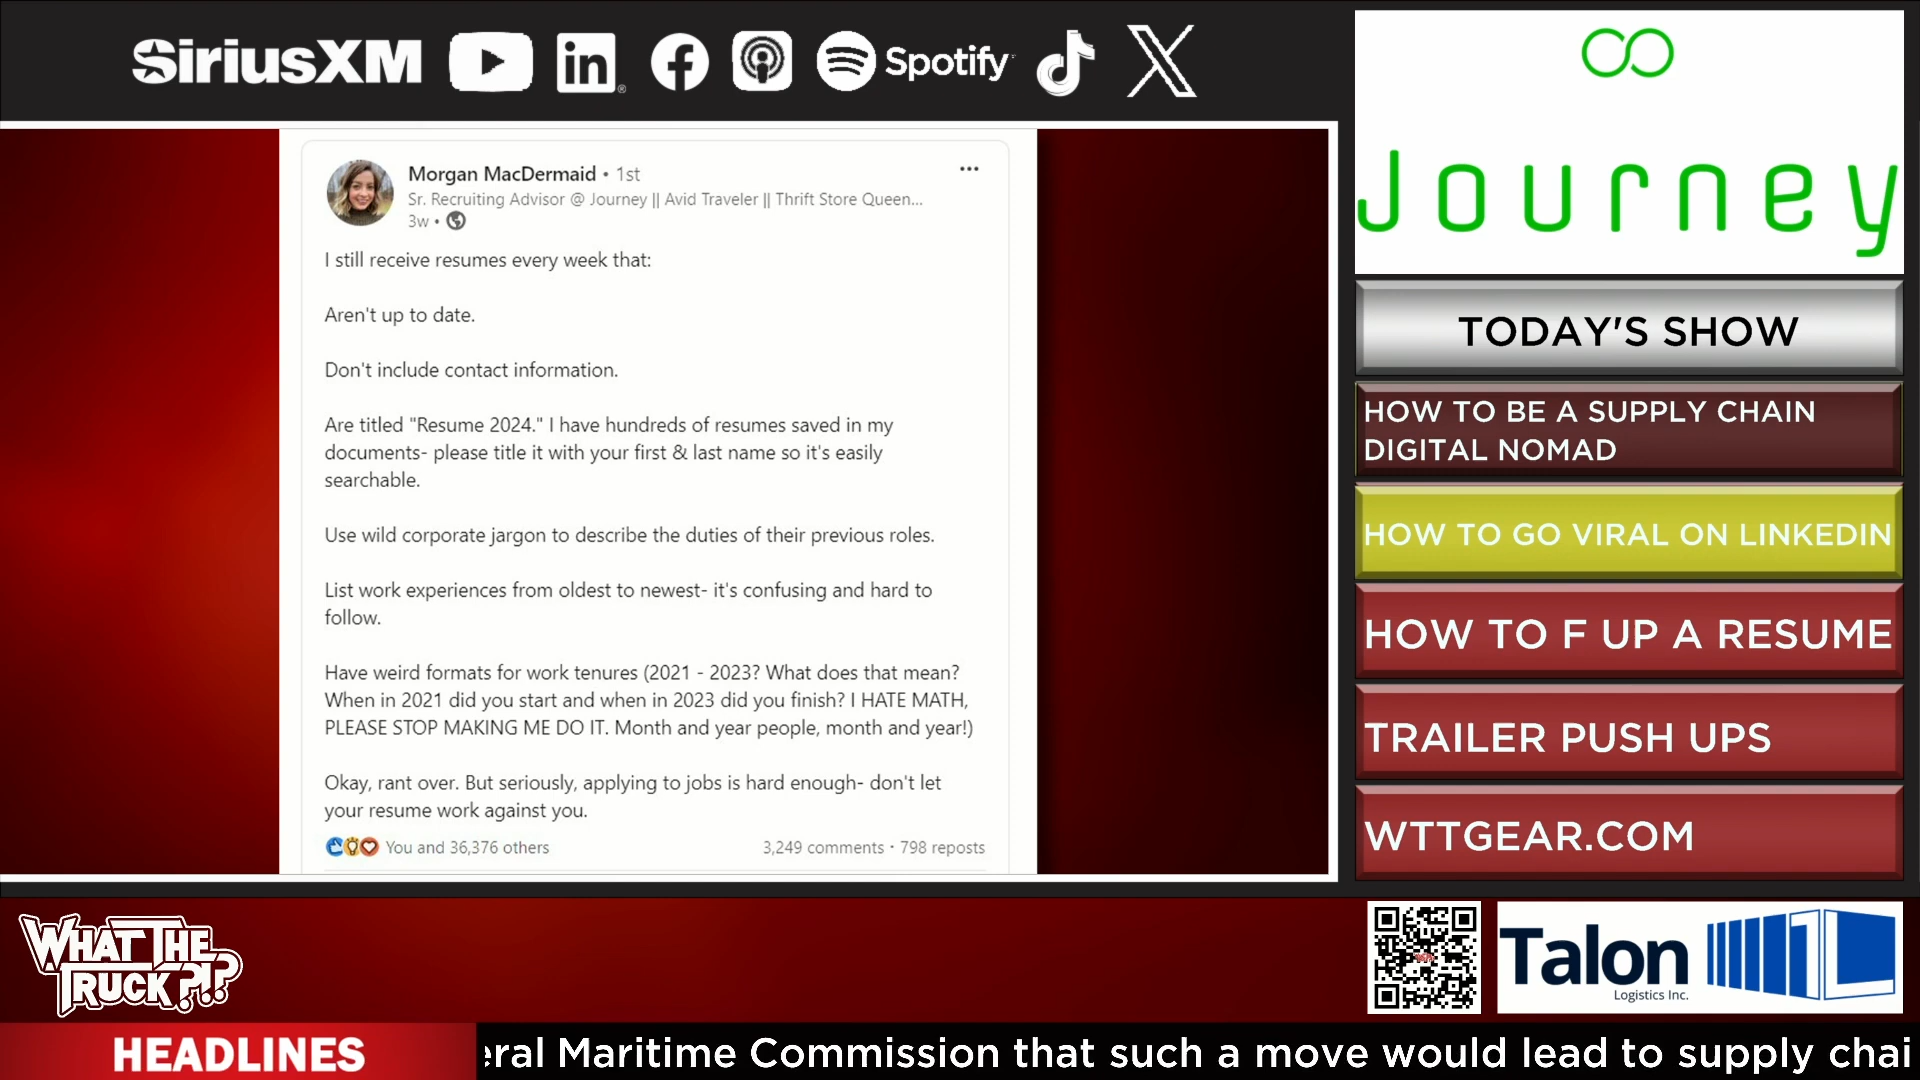 SiriusXM
in
Spotify
Morgan MacDermaid • 1st
Sr. Recruiting Advisor @ Journey || Avid Traveler || Thrift Store Queen...
3w •
I still receive resumes every week that:
Aren't up to date.
Don't include contact information.
Are titled "Resume 2024." I have hundreds of resumes saved in my
documents- please title it with your first & last name so it's easily
searchable.
Use wild corporate jargon to describe the duties of their previous roles.
List work experiences from oldest to newest- it's confusing and hard to
follow.
Have weird formats for work tenures (2021 - 2023? What does that mean?
When in 2021 did you start and when in 2023 did you finish? I HATE MATH,
PLEASE STOP MAKING ME DO IT. Month and year people, month and year!)
Okay, rant over. But seriously, applying to jobs is hard enough- don't let
your resume work against you.
You and 36,376 others
3,249 comments • 798 reposts
Journey
TODAY'S SHOW
HOW TO BE A SUPPLY CHAIN
DIGITAL NOMAD
HOW TO GO VIRAL ON LINKEDIN
HOW TO F UP A RESUME
TRAILER PUSH UPS
WTTGEAR.COM
WHAT THE
TRUCK?!?
Talon
Logistics Inc.
HEADLINES
eral Maritime Commission that such a move would lead to supply chai